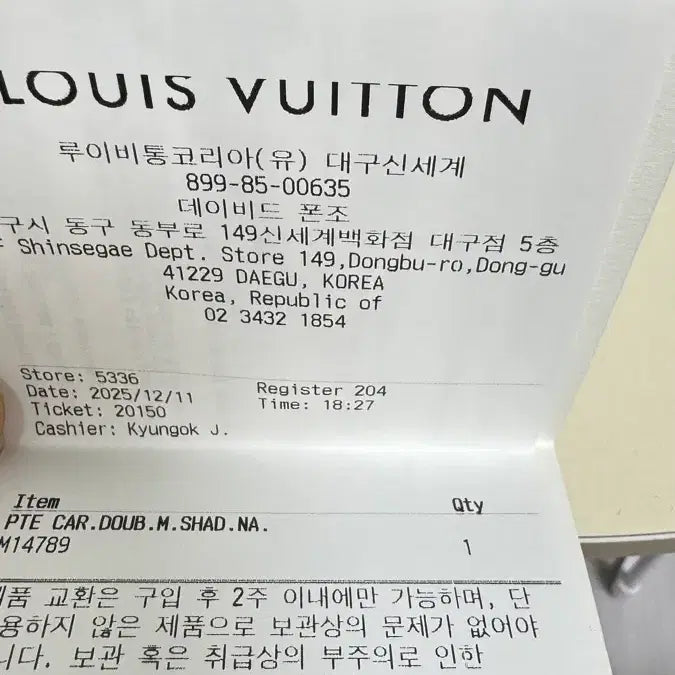 LOUIS VUITTON
루이비통코리아(유) 대구신세계
899-85-00635
데이비드 폰조
구시 동구 동부로 149신세계백화점 대구점 5층
Shinsegae Dept. Store 149,Dongbu-ro,Dong-gu
41229 DAEGU, KOREA
Korea, Republic of
02 3432 1854
Store: 5336
Date: 2025/12/11 Register 204
Ticket: 20150 Time: 18:27
Cashier: Kyungok J.
Item Qty
PTE CAR.DOUB.M.SHAD.NA.
M14789 1
제품 교환은 구입 후 2주 이내에만 가능하며, 단
용하지 않은 제품으로 보관상의 문제가 없어야
니다. 보관 혹은 취급상의 부주의로 인한